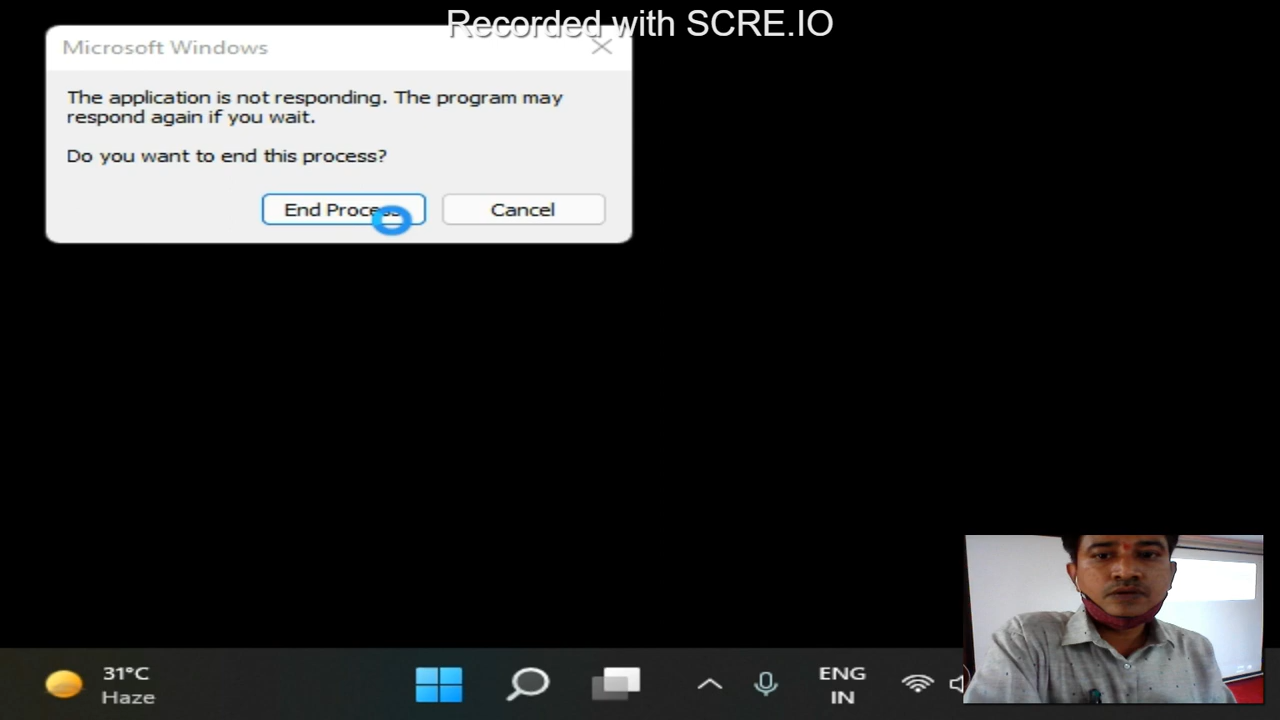 Recorded with SCRE.IO
Microsoft Windows
The application is not responding. The program may
respond again if you wait.
Do you want to end this process?
End Process
Cancel
31°C
Haze
ENG
IN